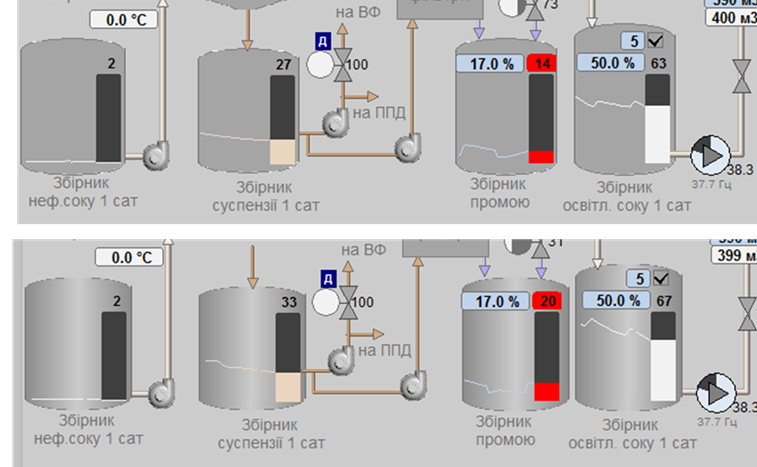 0.0 °C
на ВФ
73
390 м3
400 м3
2
27
Д
100
на ППД
17.0 %
14
5
50.0 %
63
38.3
37.7 Гц
Збірник
неф.соку 1 сат
Збірник
суспензії 1 сат
Збірник
промою
Збірник
освітл. соку 1 сат
0.0 °C
на ВФ
31
399 м
2
33
Д
100
на ППД
17.0 %
20
5
50.0 %
67
38.3
37.7 Гц
Збірник
неф.соку 1 сат
Збірник
суспензії 1 сат
Збірник
промою
Збірник
освітл. соку 1 сат